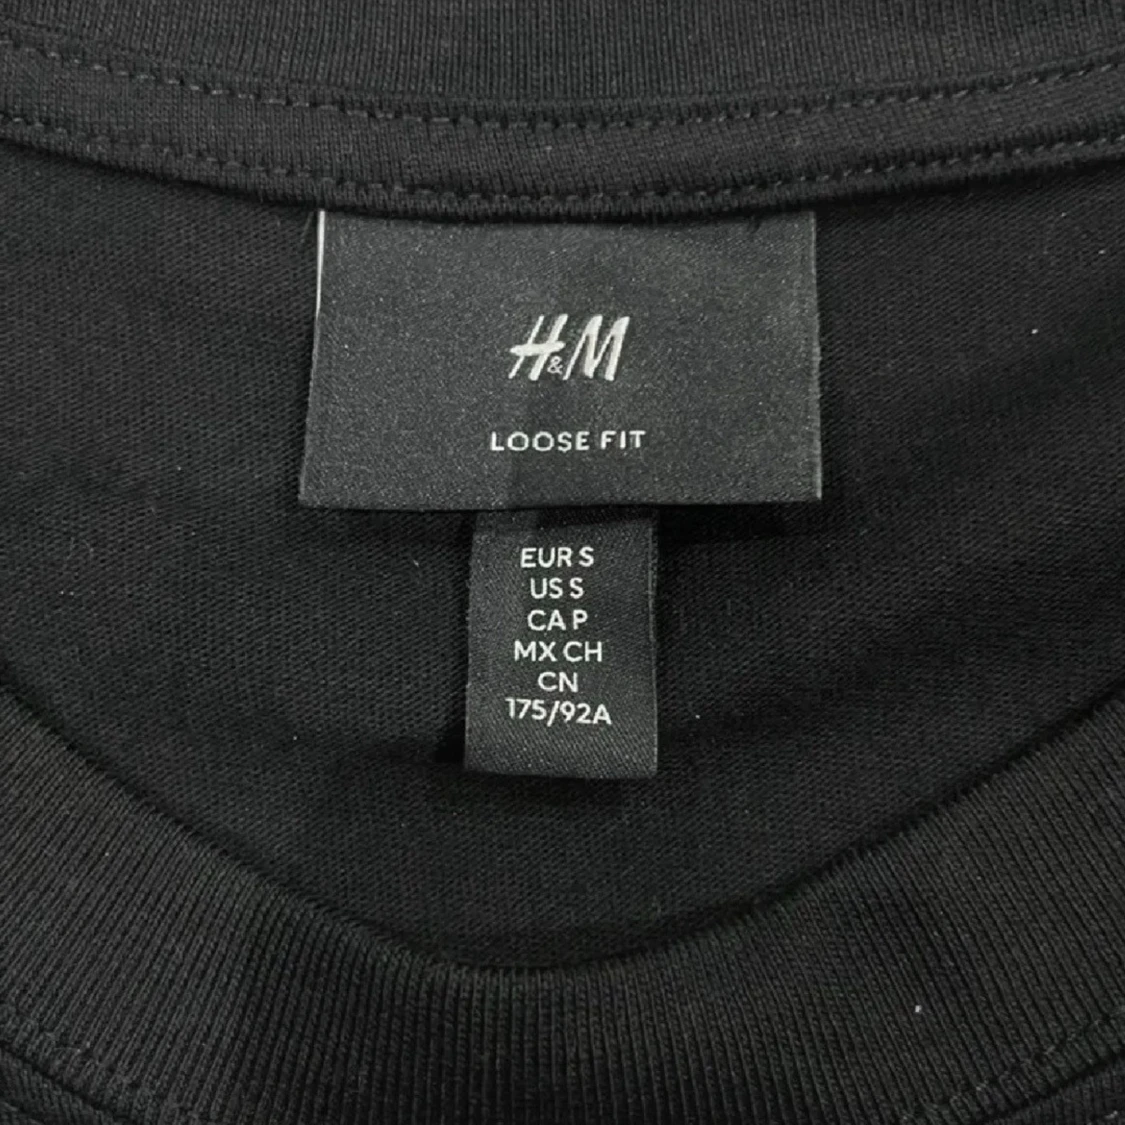 H&M
LOOSE FIT
EUR S
US S
CA P
MX CH
CN
175/92A